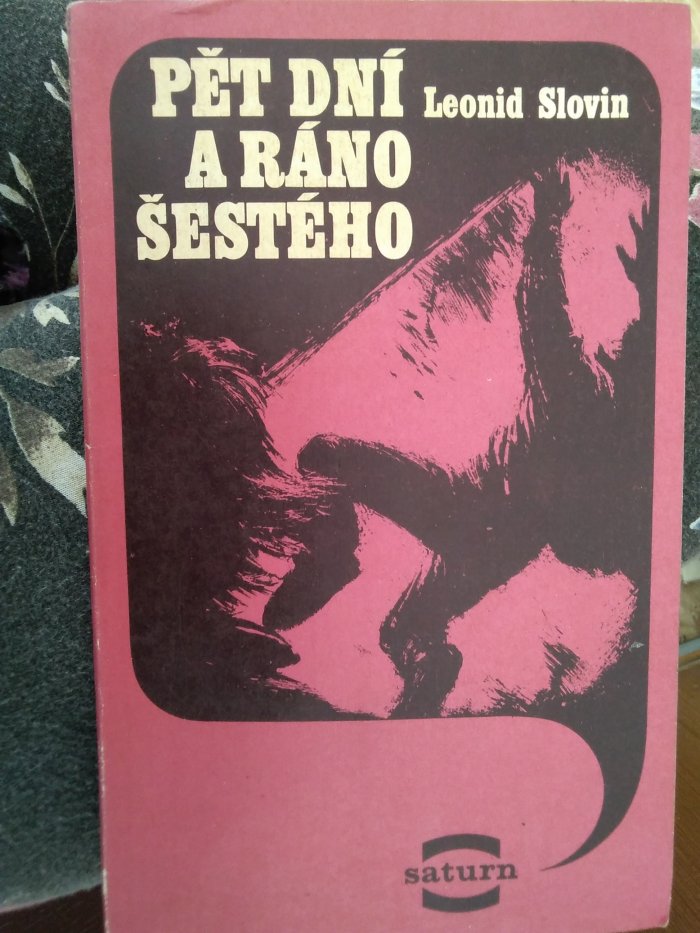 PĚT DNÍ
A RÁNO
ŠESTÉHO
Leonid Slovin
saturn